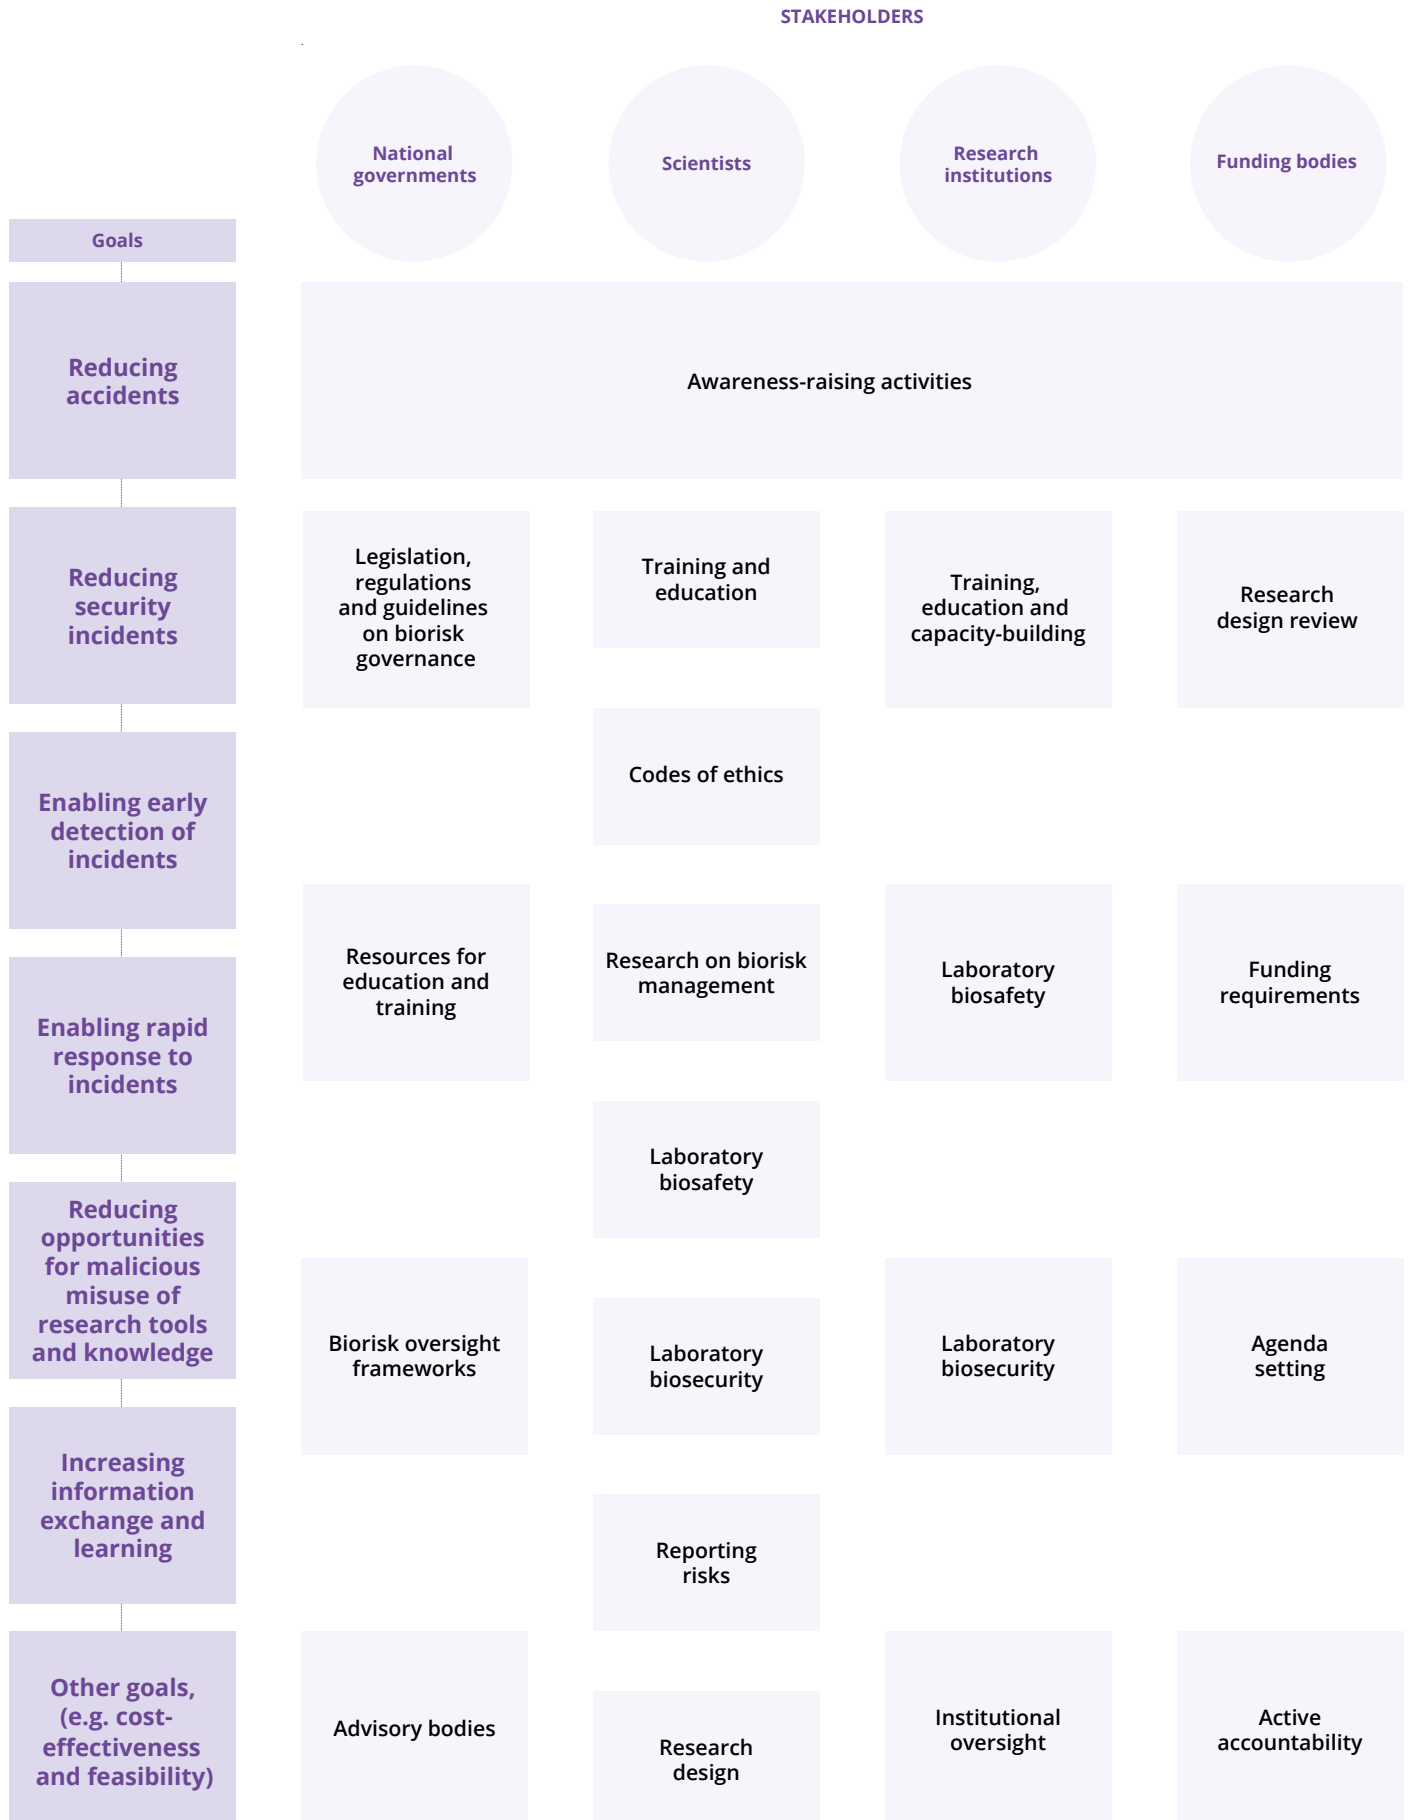 STAKEHOLDERS
National
governments
Scientists
Research
institutions
Funding bodies
Goals
Reducing
accidents
Awareness-raising activities
Reducing
security
incidents
Legislation,
regulations
and guidelines
on biorisk
governance
Training and
education
Training,
education and
capacity-building
Research
design review
Codes of ethics
Enabling early
detection of
incidents
Resources for
education and
training
Research on biorisk
management
Laboratory
biosafety
Funding
requirements
Enabling rapid
response to
incidents
Laboratory
biosafety
Reducing
opportunities
for malicious
misuse of
research tools
and knowledge
Biorisk oversight
frameworks
Laboratory
biosecurity
Laboratory
biosecurity
Agenda
setting
Increasing
information
exchange and
learning
Reporting
risks
Other goals,
(e.g. cost-
effectiveness
and feasibility)
Advisory bodies
Research
design
Institutional
oversight
Active
accountability